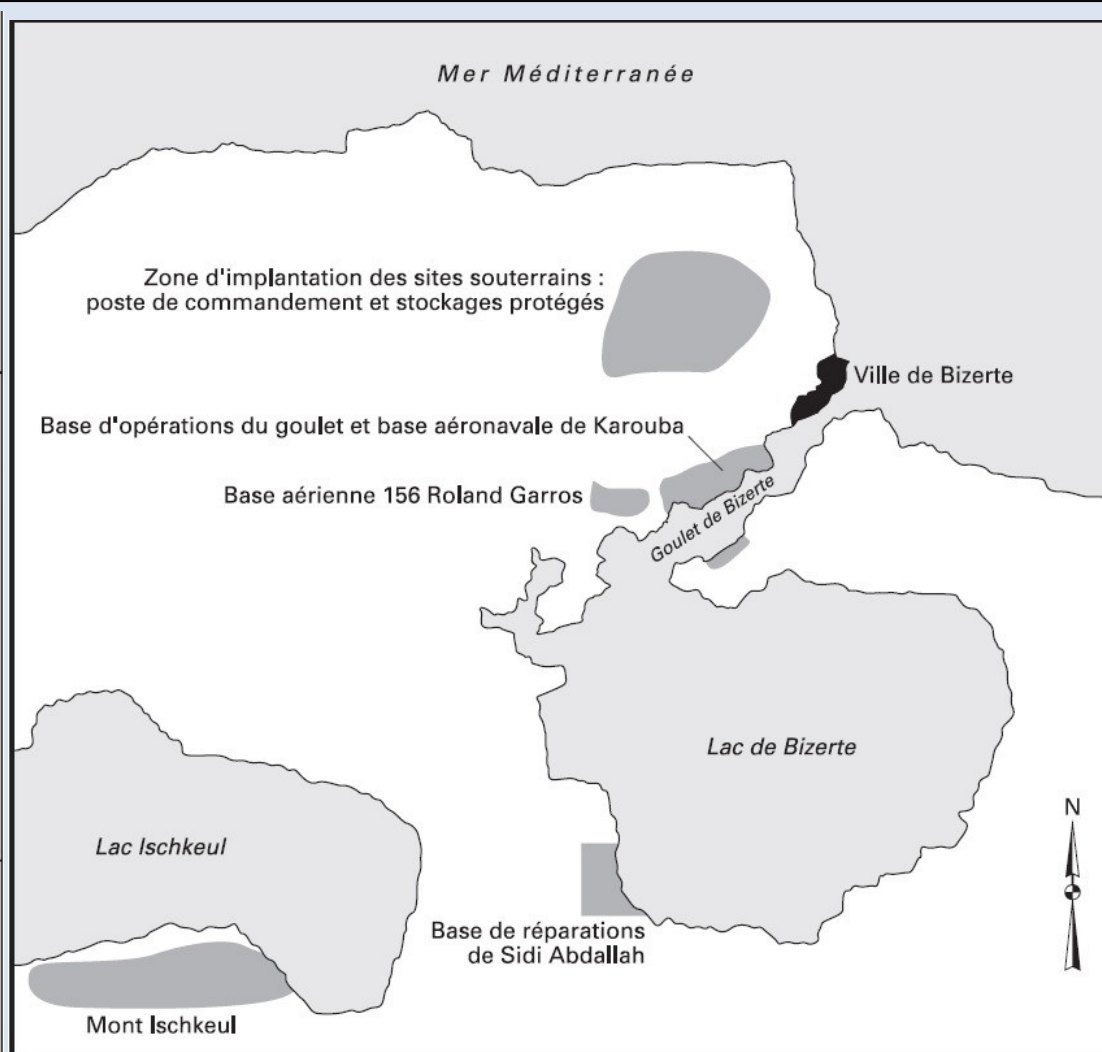 Mer Méditerranée
Zone d'implantation des sites souterrains :
poste de commandement et stockages protégés
Ville de Bizerte
Base d'opérations du goulet et base aéronavale de Karouba
Base aérienne 156 Roland Garros
Goulet de Bizerte
Lac de Bizerte
N
Lac Ischkeul
Base de réparations
de Sidi Abdallah
Mont Ischkeul